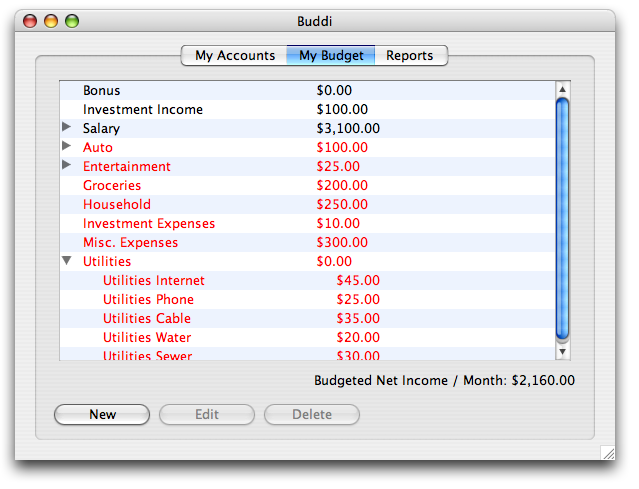 Buddi
My Accounts My Budget Reports
Bonus $0.00
Investment Income $100.00
Salary $3,100.00
Auto $100.00
Entertainment $25.00
Groceries $200.00
Household $250.00
Investment Expenses $10.00
Misc. Expenses $300.00
Utilities $0.00
Utilities Internet $45.00
Utilities Phone $25.00
Utilities Cable $35.00
Utilities Water $20.00
Utilities Sewer $30.00
Budgeted Net Income / Month: $2,160.00
New Edit Delete